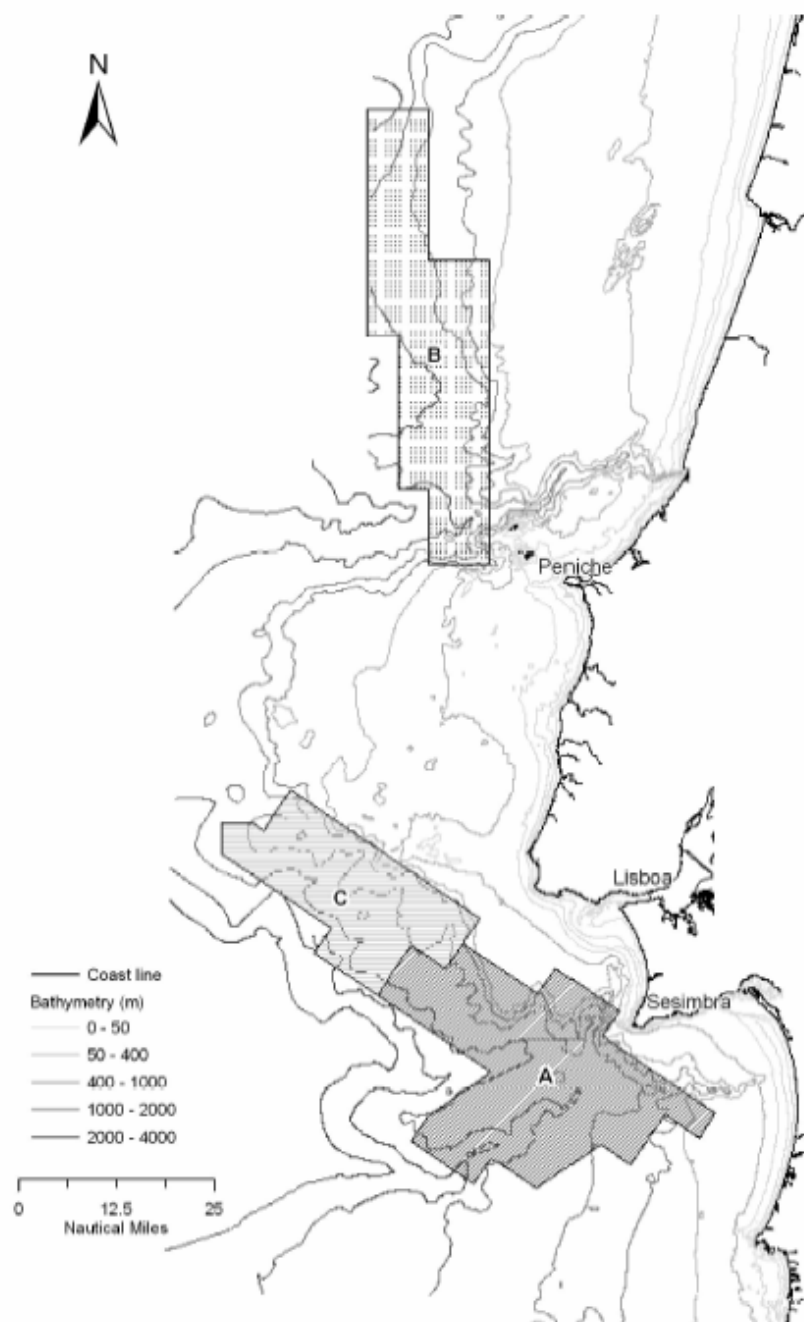 N
B
Peniche
Lisboa
C
Coast line
Bathymetry (m)
Sesimbra
0 - 50
50 - 400
400 - 1000
A
1000 - 2000
2000 - 4000
0 12.5 25
Nautical Miles